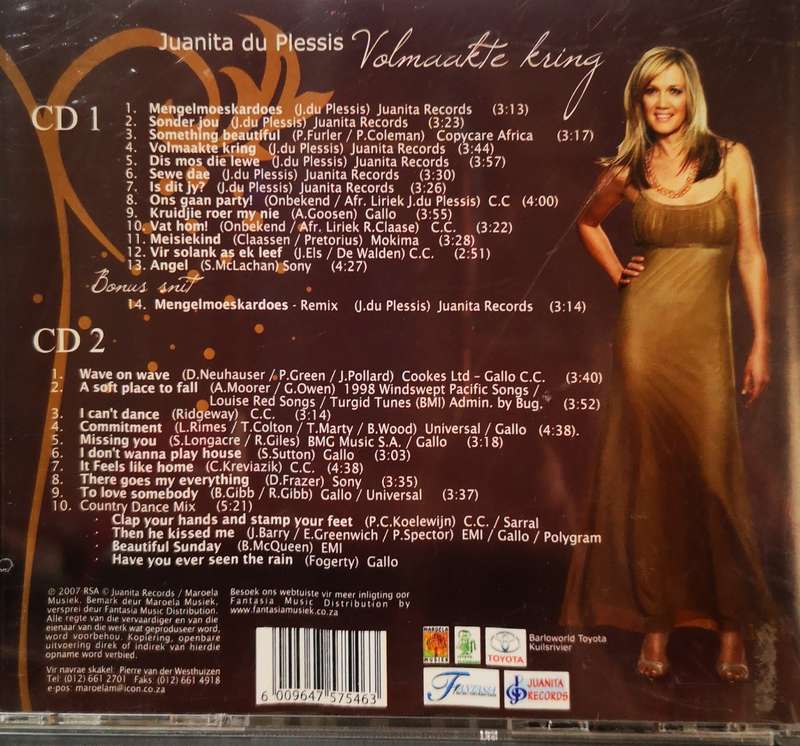 Juanita du Plessis Volmaakte kring
CD 1
1. Mengelmoeskardoes (J.du Plessis) Juanita Records (3:13)
2. Sonder jou (J.du Plessis) Juanita Records (3:23)
3. Something beautiful (P.Furler / P.Coleman) Copycare Africa (3:17)
4. Volmaakte kring (J.du Plessis) Juanita Records (3:44)
5. Dis mos die lewe (J.du Plessis) Juanita Records (3:57)
6. Sewe dae (J.du Plessis) Juanita Records (3:30)
7. Is dit jy? (J.du Plessis) Juanita Records (3:26)
8. Ons gaan party! (Onbekend / Afr. Liriek J.du Plessis) C.C (4:00)
9. Kruidjie roer my nie (A.Goosen) Gallo (3:55)
10. Vat hom! (Onbekend / Afr. Liriek R.Claase) C.C. (3:22)
11. Meisiekind (Claassen / Pretorius) Mokima (3:28)
12. Vir solank as ek leef (J.Els / De Walden) C.C. (2:51)
13. Angel (S.McLachan) Sony (4:27)
Bonus snit
14. Mengelmoeskardoes - Remix (J.du Plessis) Juanita Records (3:14)
CD 2
1. Wave on wave (D.Neuhauser / P.Green / J.Pollard) Cookes Ltd - Gallo C.C. (3:40)
2. A soft place to fall (A.Moorer / G.Owen) 1998 Windswept Pacific Songs /
Louise Red Songs / Turgid Tunes (BMI) Admin. by Bug. (3:52)
3. I can't dance (Ridgeway) C.C. (3:14)
4. Commitment (L.Rimes / T.Colton / T.Marty / B.Wood) Universal / Gallo (4:38).
5. Missing you (S.Longacre / R.Giles) BMG Music S.A. / Gallo (3:18)
6. I don't wanna play house (S.Sutton) Gallo (3:03)
7. It Feels like home (C.Kreviazik) C.C. (4:38)
8. There goes my everything (D.Frazer) Sony (3:35)
9. To love somebody (B.Gibb / R.Gibb) Gallo / Universal (3:37)
10. Country Dance Mix (5:21)
· Clap your hands and stamp your feet (P.C.Koelewijn) C.C. / Sarral
· Then he kissed me (J.Barry / E.Greenwich / P.Spector) EMI / Gallo / Polygram
· Beautiful Sunday (B.McQueen) EMI
· Have you ever seen the rain (Fogerty) Gallo
℗ 2007 RSA © Juanita Records / Maroela
Musiek. Bemark deur Maroela Musiek,
versprei deur Fantasia Music Distribution.
Alle regte van die vervaardiger en van die
eienaar van die werk wat geproduseer word,
word voorbehou. Kopiëring, openbare
uitvoering direk of indirek van hierdie
opname word verbied.
Vir navrae skakel: Pierre van der Westhuizen
Tel: (012) 661 2701 Faks: (012) 661 4918
e-pos: maroelam@icon.co.za
Besoek ons webtuiste vir meer inligting oor
Fantasia Music Distribution by
www.fantasiamusiek.co.za
6 009647 575463
MAROELA
MUSIEK
TOYOTA
Barloworld Toyota
Kuilsrivier
FANTASIA
JUANITA
RECORDS